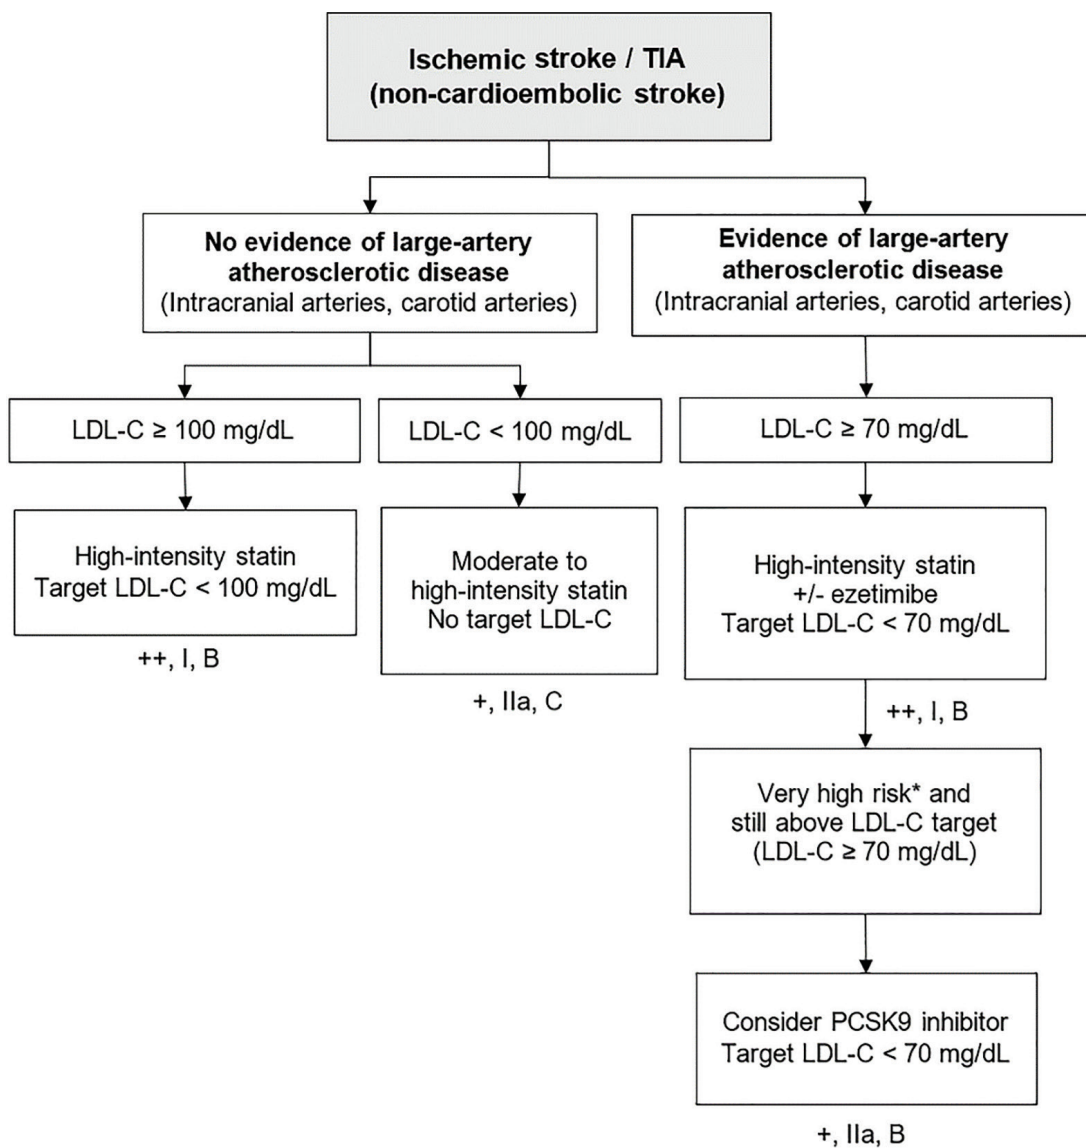 Ischemic stroke / TIA
(non-cardioembolic stroke)
No evidence of large-artery
atherosclerotic disease
(Intracranial arteries, carotid arteries)
Evidence of large-artery
atherosclerotic disease
(Intracranial arteries, carotid arteries)
LDL-C ≥ 100 mg/dL
LDL-C < 100 mg/dL
LDL-C ≥ 70 mg/dL
High-intensity statin
Target LDL-C < 100 mg/dL
++, I, B
Moderate to
high-intensity statin
No target LDL-C
+, IIa, C
High-intensity statin
+/- ezetimibe
Target LDL-C < 70 mg/dL
++, I, B
Very high risk* and
still above LDL-C target
(LDL-C ≥ 70 mg/dL)
Consider PCSK9 inhibitor
Target LDL-C < 70 mg/dL
+, IIa, B